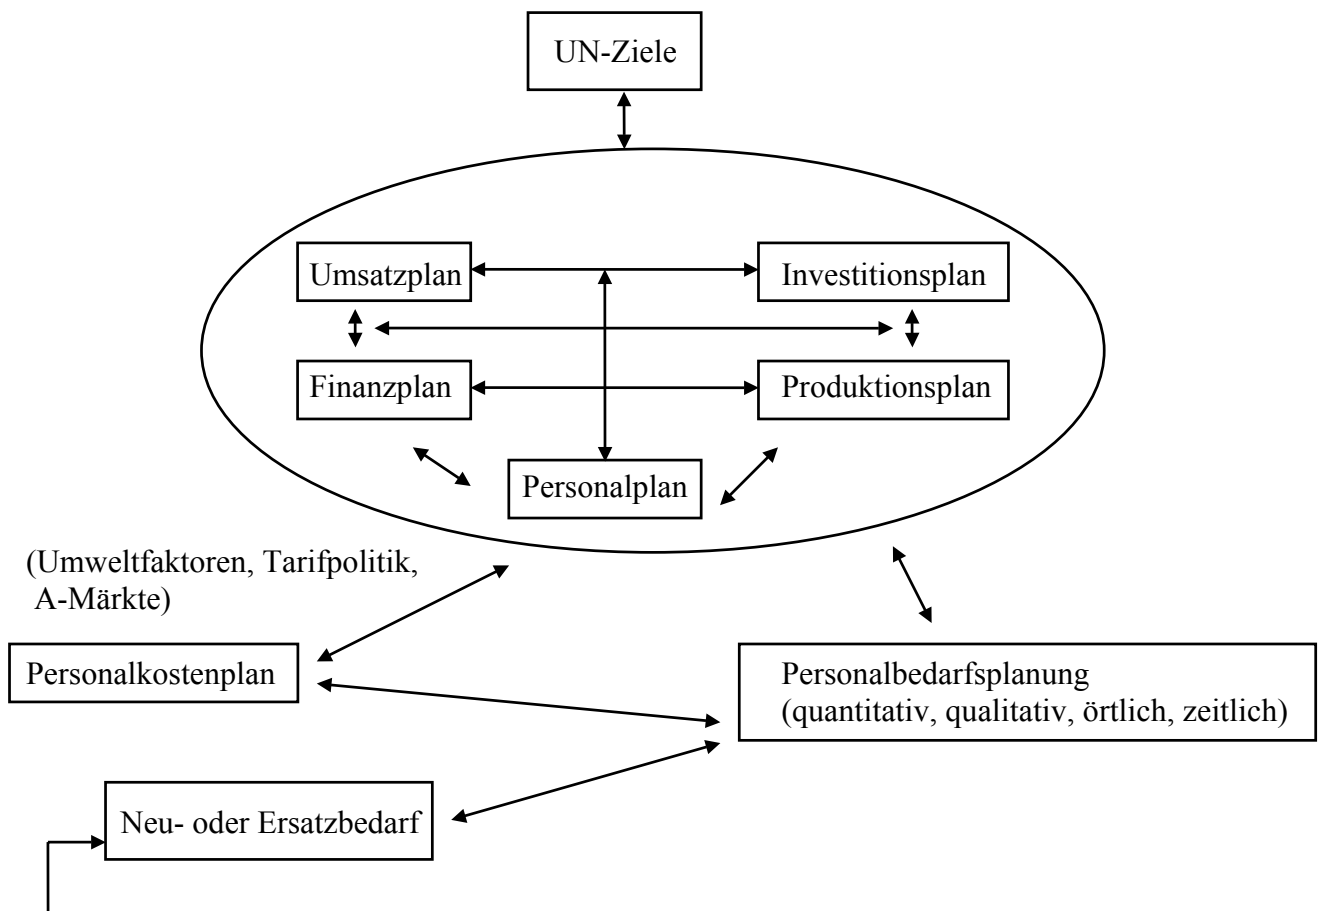 UN-Ziele
Umsatzplan
Investitionsplan
Finanzplan
Produktionsplan
Personalplan
(Umweltfaktoren, Tarifpolitik,
A-Märkte)
Personalkostenplan
Personalbedarfsplanung
(quantitativ, qualitativ, örtlich, zeitlich)
Neu- oder Ersatzbedarf